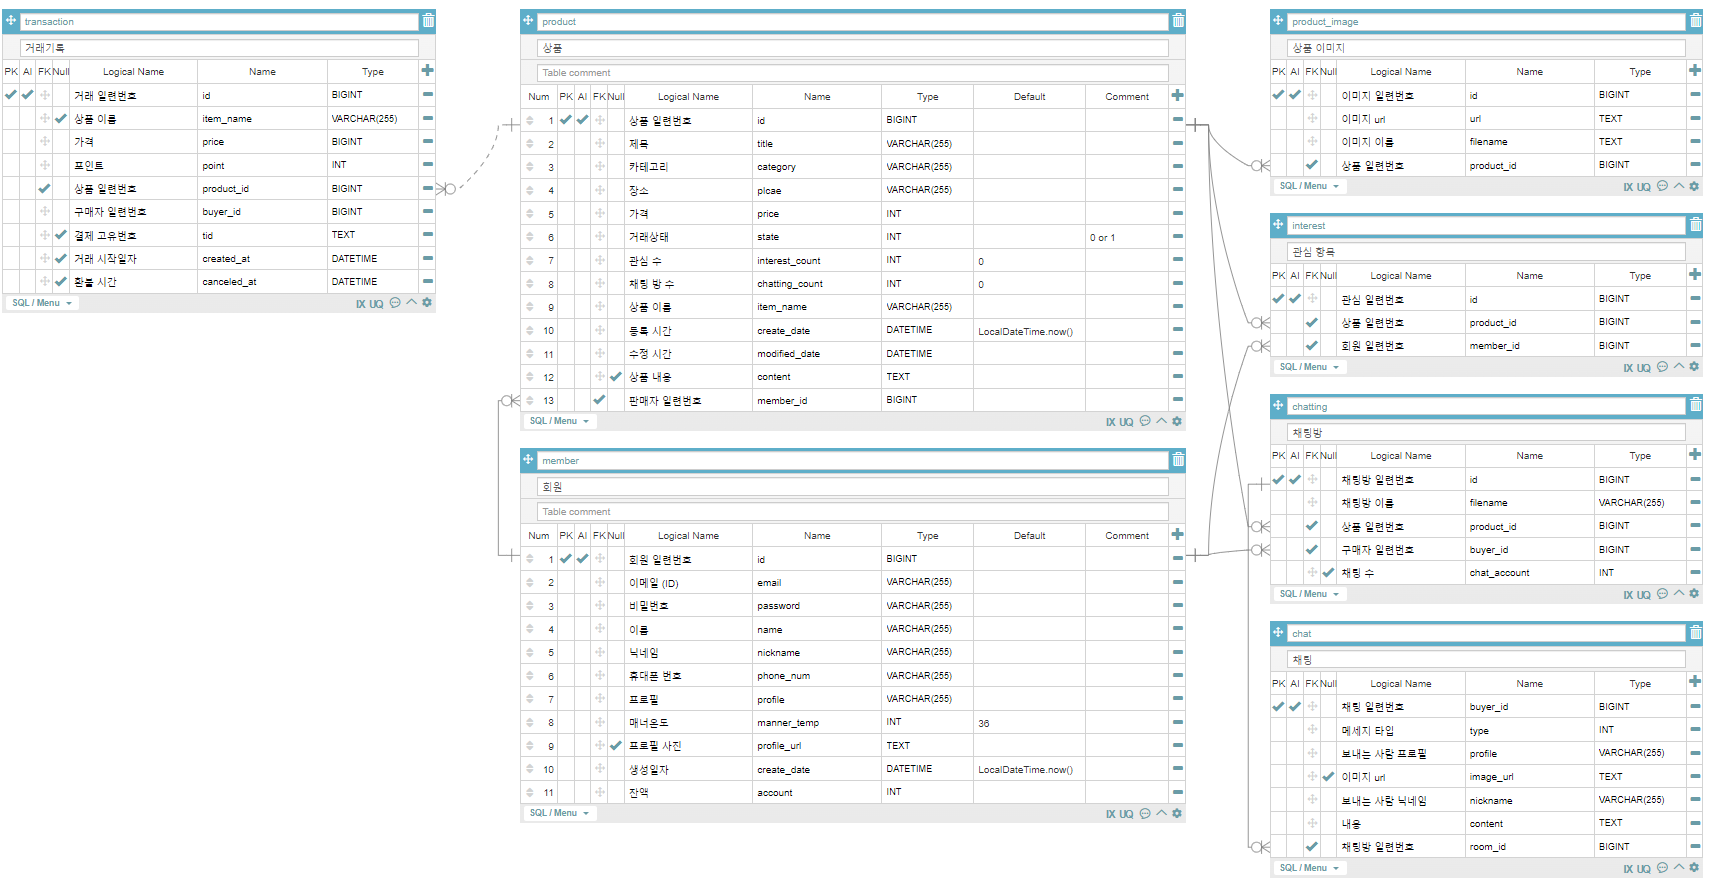 transaction
거래기록
PK AI FK Null Logical Name Name Type
거래 일련번호 id BIGINT
상품 이름 item_name VARCHAR(255)
가격 price BIGINT
포인트 point INT
상품 일련번호 product_id BIGINT
구매자 일련번호 buyer_id BIGINT
결제 고유번호 tid TEXT
거래 시작일자 created_at DATETIME
환불 시간 canceled_at DATETIME
SQL / Menu IX UQ
product
상품
Table comment
Num PK AI FK Null Logical Name Name Type Default Comment
1 상품 일련번호 id BIGINT
2 제목 title VARCHAR(255)
3 카테고리 category VARCHAR(255)
4 장소 plcae VARCHAR(255)
5 가격 price INT
6 거래상태 state INT 0 or 1
7 관심 수 interest_count INT 0
8 채팅 방 수 chatting_count INT 0
9 상품 이름 item_name VARCHAR(255)
10 등록 시간 create_date DATETIME LocalDateTime.now()
11 수정 시간 modified_date DATETIME
12 상품 내용 content TEXT
13 판매자 일련번호 member_id BIGINT
SQL / Menu IX UQ
member
회원
Table comment
Num PK AI FK Null Logical Name Name Type Default Comment
1 회원 일련번호 id BIGINT
2 이메일 (ID) email VARCHAR(255)
3 비밀번호 password VARCHAR(255)
4 이름 name VARCHAR(255)
5 닉네임 nickname VARCHAR(255)
6 휴대폰 번호 phone_num VARCHAR(255)
7 프로필 profile VARCHAR(255)
8 매너온도 manner_temp INT 36
9 프로필 사진 profile_url TEXT
10 생성일자 create_date DATETIME LocalDateTime.now()
11 잔액 account INT
SQL / Menu IX UQ
product_image
상품 이미지
PK AI FK Null Logical Name Name Type
이미지 일련번호 id BIGINT
이미지 url url TEXT
이미지 이름 filename TEXT
상품 일련번호 product_id BIGINT
SQL / Menu IX UQ
interest
관심 항목
PK AI FK Null Logical Name Name Type
관심 일련번호 id BIGINT
상품 일련번호 product_id BIGINT
회원 일련번호 member_id BIGINT
SQL / Menu IX UQ
chatting
채팅방
PK AI FK Null Logical Name Name Type
채팅방 일련번호 id BIGINT
채팅방 이름 filename VARCHAR(255)
상품 일련번호 product_id BIGINT
구매자 일련번호 buyer_id BIGINT
채팅 수 chat_account INT
SQL / Menu IX UQ
chat
채팅
PK AI FK Null Logical Name Name Type
채팅 일련번호 buyer_id BIGINT
메세지 타입 type INT
보내는 사람 프로필 profile VARCHAR(255)
이미지 url image_url TEXT
보내는 사람 닉네임 nickname VARCHAR(255)
내용 content TEXT
채팅방 일련번호 room_id BIGINT
SQL / Menu IX UQ